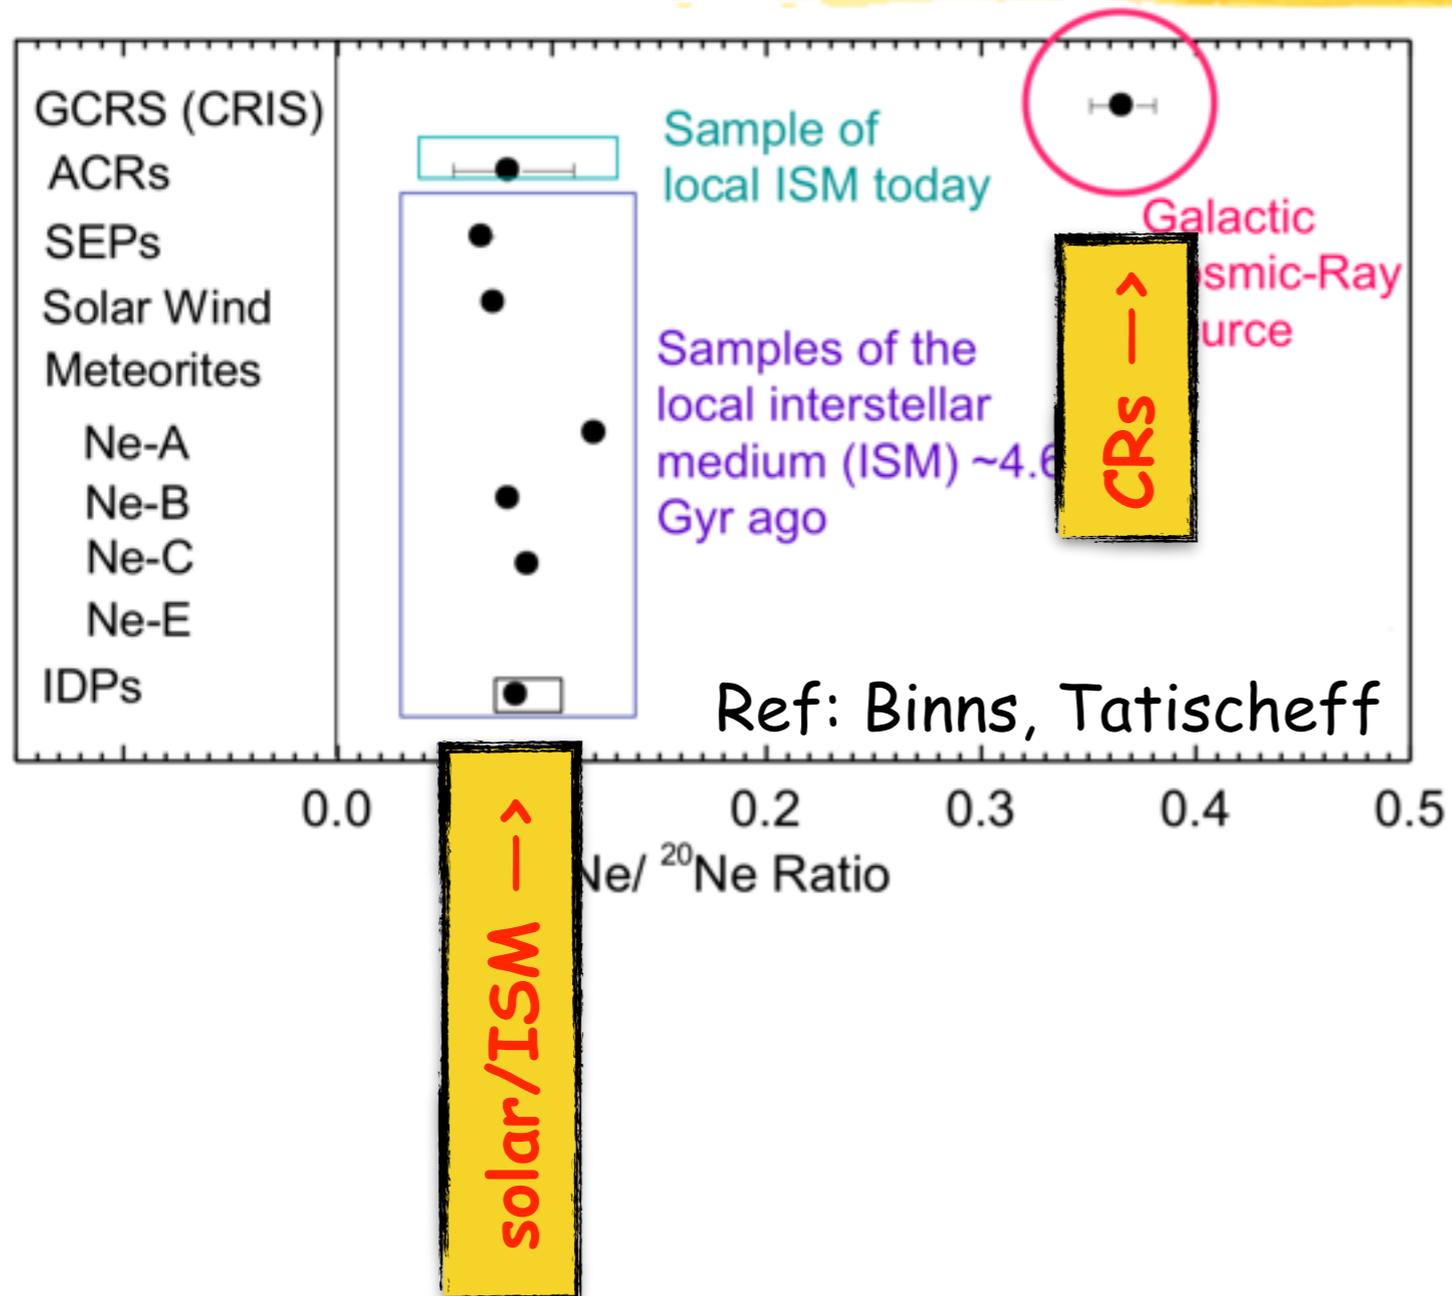 GCRS (CRIS)
ACRs
SEPs
Solar Wind
Meteorites
Ne-A
Ne-B
Ne-C
Ne-E
IDPs
Sample of
local ISM today
Galactic
osmic-Ray
urce
Samples of the
local interstellar
medium (ISM) ~4.6
Gyr ago
CRs —>
Ref: Binns, Tatischeff
0.0 0.2 0.3 0.4 0.5
Ne/ ²⁰Ne Ratio
solar/ISM —>